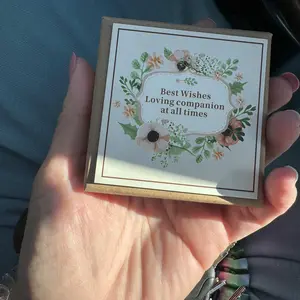 Best Wishes
Loving companion
at all times